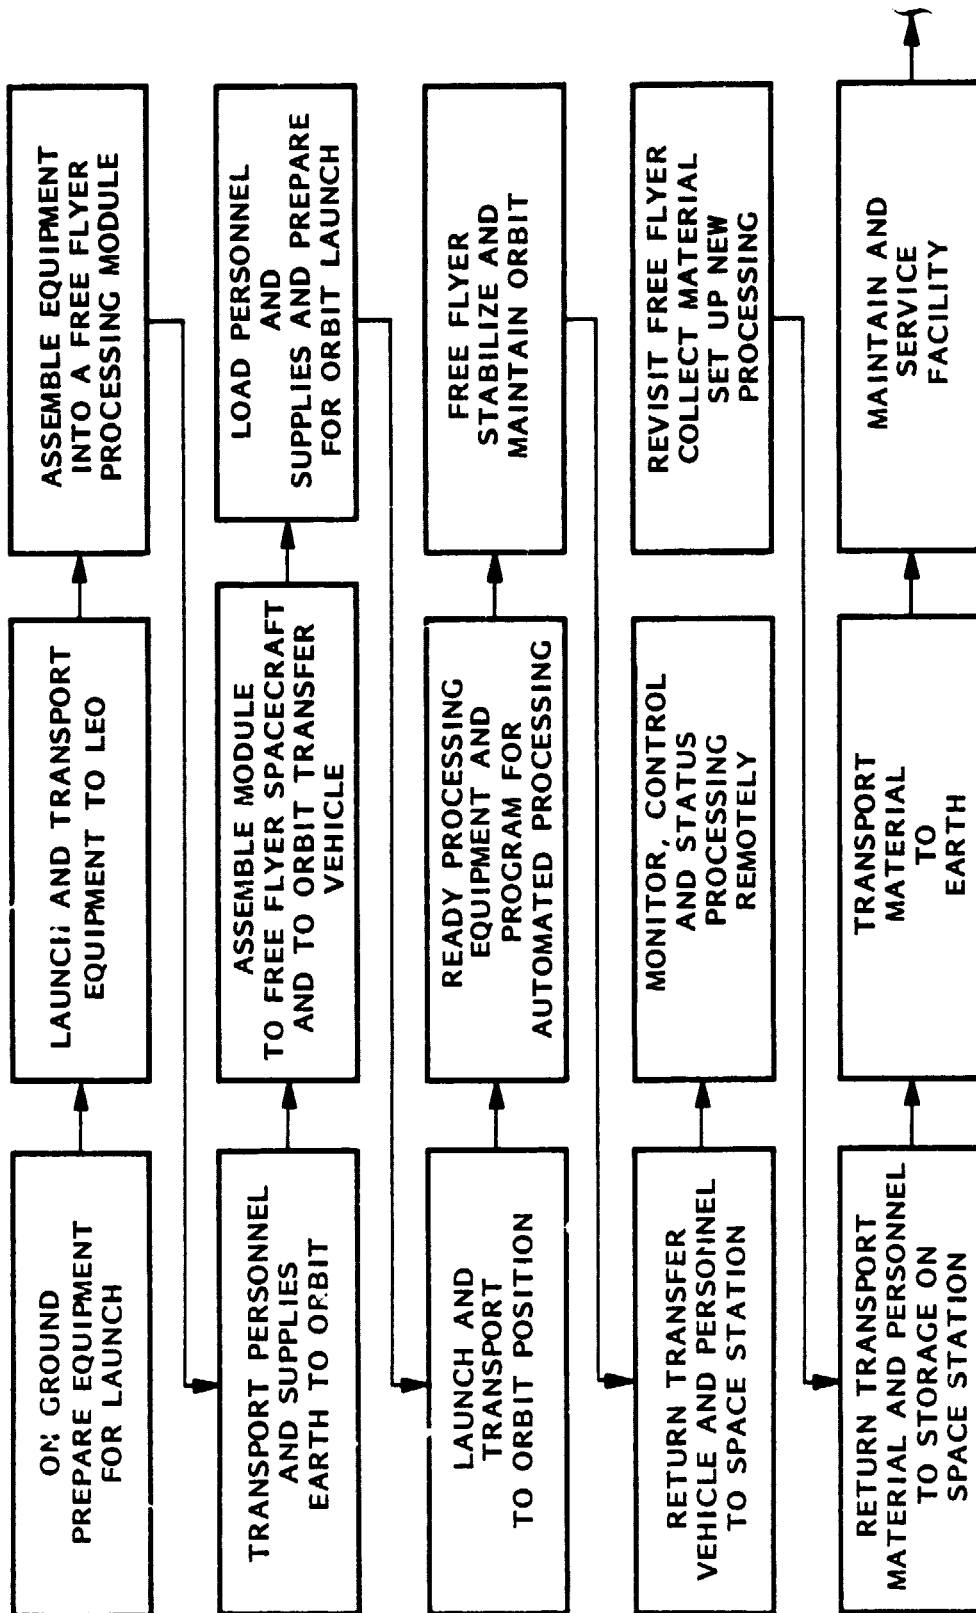 ON GROUND
PREPARE EQUIPMENT
FOR LAUNCH
LAUNCH AND TRANSPORT
EQUIPMENT TO LEO
ASSEMBLE EQUIPMENT
INTO A FREE FLYER
PROCESSING MODULE
TRANSPORT PERSONNEL
AND SUPPLIES
EARTH TO ORBIT
ASSEMBLE MODULE
TO FREE FLYER SPACECRAFT
AND TO ORBIT TRANSFER
VEHICLE
LOAD PERSONNEL
AND
SUPPLIES AND PREPARE
FOR ORBIT LAUNCH
LAUNCH AND
TRANSPORT
TO ORBIT POSITION
READY PROCESSING
EQUIPMENT AND
PROGRAM FOR
AUTOMATED PROCESSING
FREE FLYER
STABILIZE AND
MAINTAIN ORBIT
RETURN TRANSFER
VEHICLE AND PERSONNEL
TO SPACE STATION
MONITOR, CONTROL
AND STATUS
PROCESSING
REMOTELY
REVISIT FREE FLYER
COLLECT MATERIAL
SET UP NEW
PROCESSING
RETURN TRANSPORT
MATERIAL AND PERSONNEL
TO STORAGE ON
SPACE STATION
TRANSPORT
MATERIAL
TO
EARTH
MAINTAIN AND
SERVICE
FACILITY